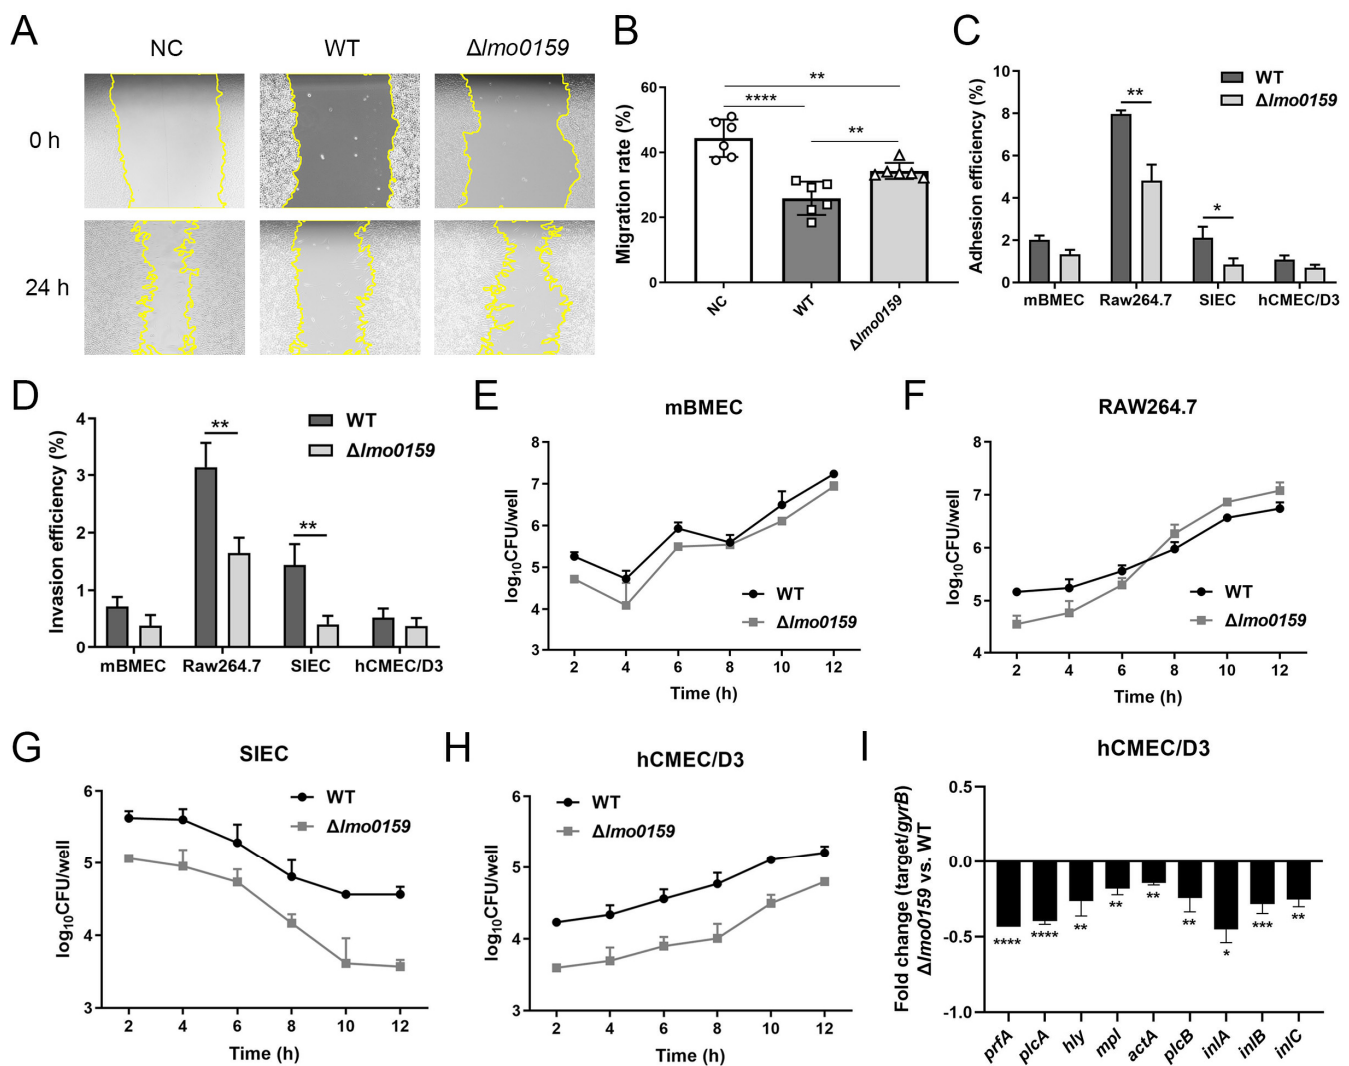 A
NC
WT
Δlmo0159
0 h
24 h
B
Migration rate (%)
60
40
20
0
**
****
**
NC
WT
Δlmo0159
C
Adhesion efficiency (%)
10
8
6
4
2
0
WT
Δlmo0159
**
*
mBMEC
Raw264.7
SIEC
hCMEC/D3
D
Invasion efficiency (%)
4
3
2
1
0
WT
Δlmo0159
**
**
mBMEC
Raw264.7
SIEC
hCMEC/D3
E
mBMEC
log10CFU/well
8
7
6
5
4
3
WT
Δlmo0159
2
4
6
8
10
12
Time (h)
F
RAW264.7
log10CFU/well
8
7
6
5
4
WT
Δlmo0159
2
4
6
8
10
12
Time (h)
G
SIEC
log10CFU/well
6
5
4
3
WT
Δlmo0159
2
4
6
8
10
12
Time (h)
H
hCMEC/D3
log10CFU/well
6
5
4
3
WT
Δlmo0159
2
4
6
8
10
12
Time (h)
I
hCMEC/D3
Fold change (target/gyrB)
Δlmo0159 vs. WT
0.5
0.0
-0.5
-1.0
****
****
**
**
**
**
*
***
**
prfA
plcA
hly
mpl
actA
plcB
inlA
inlB
inlC